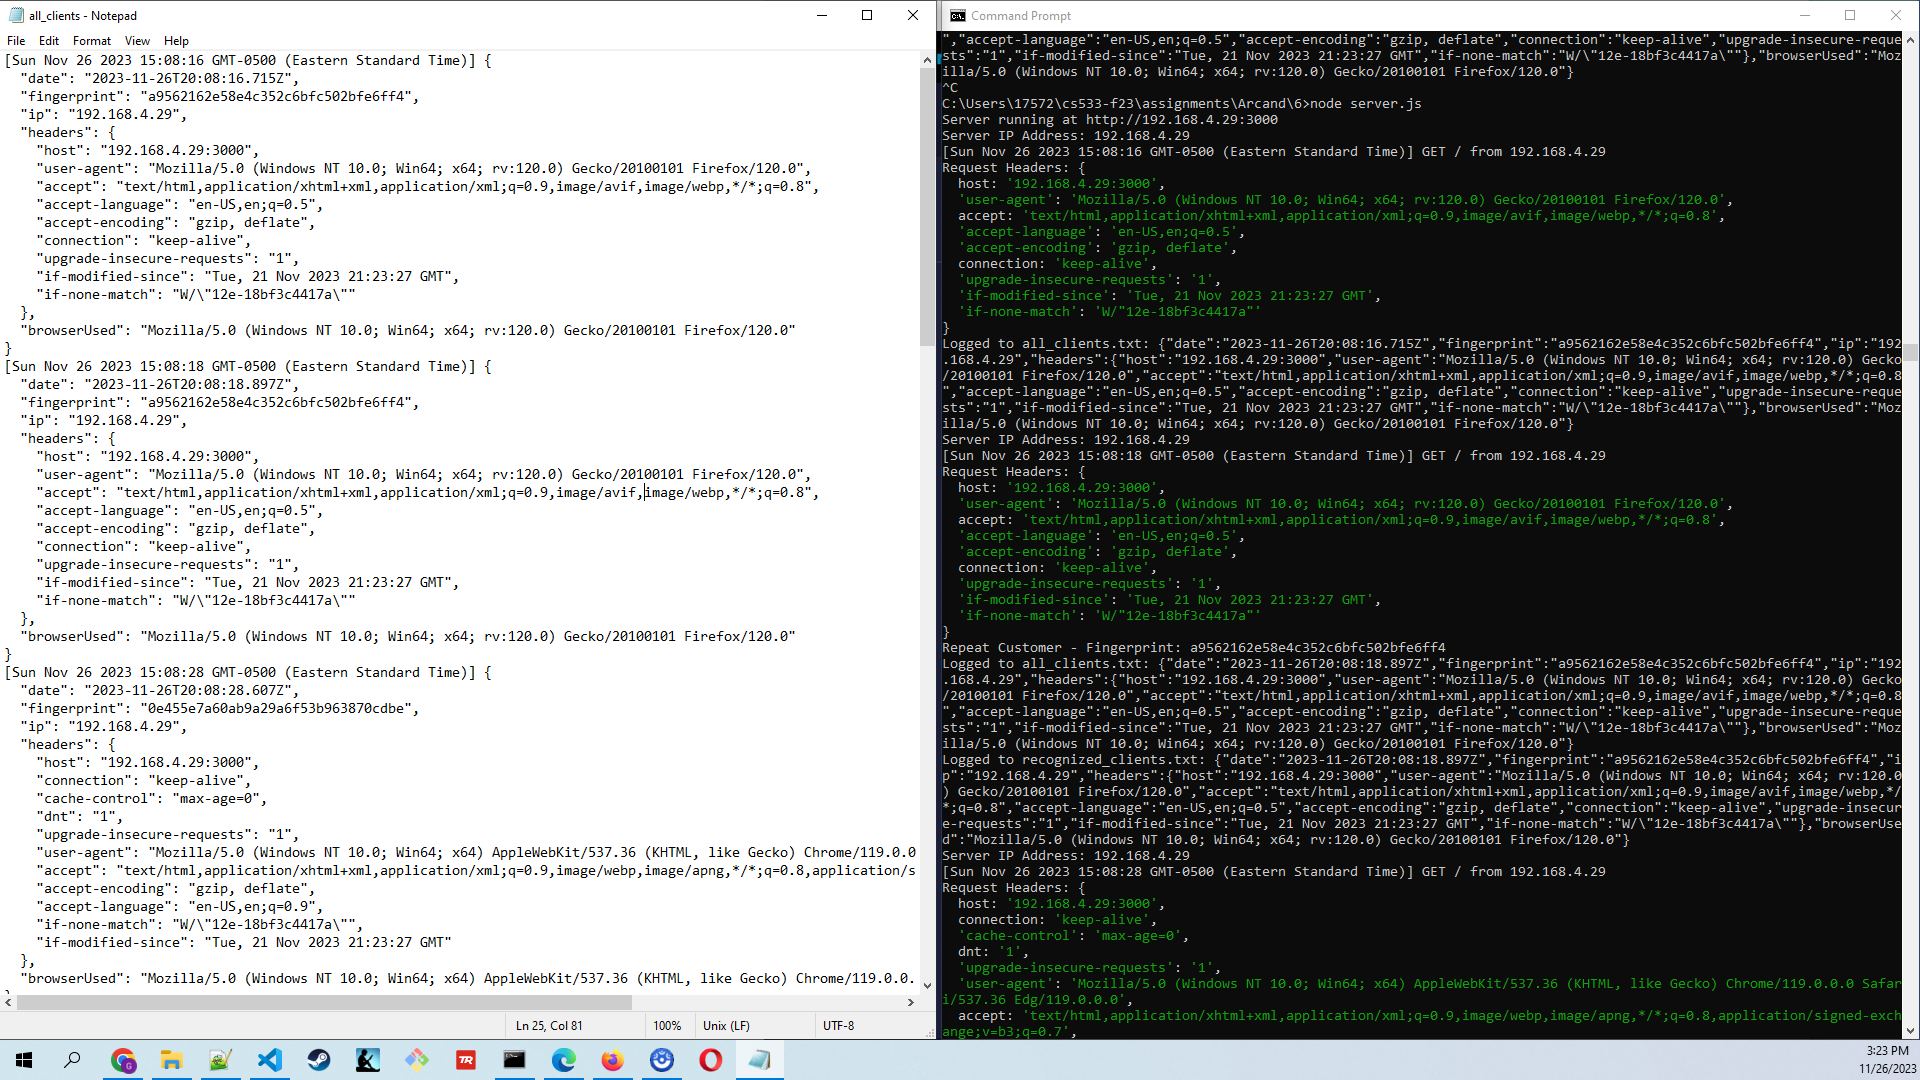 all_clients - Notepad
File Edit Format View Help
[Sun Nov 26 2023 15:08:16 GMT-0500 (Eastern Standard Time)] {
"date": "2023-11-26T20:08:16.715Z",
"fingerprint": "a9562162e58e4c352c6bfc502bfe6ff4",
"ip": "192.168.4.29",
"headers": {
"host": "192.168.4.29:3000",
"user-agent": "Mozilla/5.0 (Windows NT 10.0; Win64; x64; rv:120.0) Gecko/20100101 Firefox/120.0",
"accept": "text/html,application/xhtml+xml,application/xml;q=0.9,image/avif,image/webp,*/*;q=0.8",
"accept-language": "en-US,en;q=0.5",
"accept-encoding": "gzip, deflate",
"connection": "keep-alive",
"upgrade-insecure-requests": "1",
"if-modified-since": "Tue, 21 Nov 2023 21:23:27 GMT",
"if-none-match": "W/\"12e-18bf3c4417a\""
},
"browserUsed": "Mozilla/5.0 (Windows NT 10.0; Win64; x64; rv:120.0) Gecko/20100101 Firefox/120.0"
}
[Sun Nov 26 2023 15:08:18 GMT-0500 (Eastern Standard Time)] {
"date": "2023-11-26T20:08:18.897Z",
"fingerprint": "a9562162e58e4c352c6bfc502bfe6ff4",
"ip": "192.168.4.29",
"headers": {
"host": "192.168.4.29:3000",
"user-agent": "Mozilla/5.0 (Windows NT 10.0; Win64; x64; rv:120.0) Gecko/20100101 Firefox/120.0",
"accept": "text/html,application/xhtml+xml,application/xml;q=0.9,image/avif,image/webp,*/*;q=0.8",
"accept-language": "en-US,en;q=0.5",
"accept-encoding": "gzip, deflate",
"connection": "keep-alive",
"upgrade-insecure-requests": "1",
"if-modified-since": "Tue, 21 Nov 2023 21:23:27 GMT",
"if-none-match": "W/\"12e-18bf3c4417a\""
},
"browserUsed": "Mozilla/5.0 (Windows NT 10.0; Win64; x64; rv:120.0) Gecko/20100101 Firefox/120.0"
}
[Sun Nov 26 2023 15:08:28 GMT-0500 (Eastern Standard Time)] {
"date": "2023-11-26T20:08:28.607Z",
"fingerprint": "0e455e7a60ab9a29a6f53b963870cdbe",
"ip": "192.168.4.29",
"headers": {
"host": "192.168.4.29:3000",
"connection": "keep-alive",
"cache-control": "max-age=0",
"dnt": "1",
"upgrade-insecure-requests": "1",
"user-agent": "Mozilla/5.0 (Windows NT 10.0; Win64; x64) AppleWebKit/537.36 (KHTML, like Gecko) Chrome/119.0.0
"accept": "text/html,application/xhtml+xml,application/xml;q=0.9,image/webp,image/apng,*/*;q=0.8,application/s
"accept-encoding": "gzip, deflate",
"accept-language": "en-US,en;q=0.9",
"if-none-match": "W/\"12e-18bf3c4417a\"",
"if-modified-since": "Tue, 21 Nov 2023 21:23:27 GMT"
},
"browserUsed": "Mozilla/5.0 (Windows NT 10.0; Win64; x64) AppleWebKit/537.36 (KHTML, like Gecko) Chrome/119.0.0.
Ln 25, Col 81 100% Unix (LF) UTF-8
Command Prompt
","accept-language":"en-US,en;q=0.5","accept-encoding":"gzip, deflate","connection":"keep-alive","upgrade-insecure-reque
sts":"1","if-modified-since":"Tue, 21 Nov 2023 21:23:27 GMT","if-none-match":"W/\"12e-18bf3c4417a\""},"browserUsed":"Moz
illa/5.0 (Windows NT 10.0; Win64; x64; rv:120.0) Gecko/20100101 Firefox/120.0"}
^C
C:\Users\17572\cs533-f23\assignments\Arcand\6>node server.js
Server running at http://192.168.4.29:3000
Server IP Address: 192.168.4.29
[Sun Nov 26 2023 15:08:16 GMT-0500 (Eastern Standard Time)] GET / from 192.168.4.29
Request Headers: {
host: '192.168.4.29:3000',
'user-agent': 'Mozilla/5.0 (Windows NT 10.0; Win64; x64; rv:120.0) Gecko/20100101 Firefox/120.0',
accept: 'text/html,application/xhtml+xml,application/xml;q=0.9,image/avif,image/webp,*/*;q=0.8',
'accept-language': 'en-US,en;q=0.5',
'accept-encoding': 'gzip, deflate',
connection: 'keep-alive',
'upgrade-insecure-requests': '1',
'if-modified-since': 'Tue, 21 Nov 2023 21:23:27 GMT',
'if-none-match': 'W/"12e-18bf3c4417a"'
}
Logged to all_clients.txt: {"date":"2023-11-26T20:08:16.715Z","fingerprint":"a9562162e58e4c352c6bfc502bfe6ff4","ip":"192
.168.4.29","headers":{"host":"192.168.4.29:3000","user-agent":"Mozilla/5.0 (Windows NT 10.0; Win64; x64; rv:120.0) Gecko
/20100101 Firefox/120.0","accept":"text/html,application/xhtml+xml,application/xml;q=0.9,image/avif,image/webp,*/*;q=0.8
","accept-language":"en-US,en;q=0.5","accept-encoding":"gzip, deflate","connection":"keep-alive","upgrade-insecure-reque
sts":"1","if-modified-since":"Tue, 21 Nov 2023 21:23:27 GMT","if-none-match":"W/\"12e-18bf3c4417a\""},"browserUsed":"Moz
illa/5.0 (Windows NT 10.0; Win64; x64; rv:120.0) Gecko/20100101 Firefox/120.0"}
Server IP Address: 192.168.4.29
[Sun Nov 26 2023 15:08:18 GMT-0500 (Eastern Standard Time)] GET / from 192.168.4.29
Request Headers: {
host: '192.168.4.29:3000',
'user-agent': 'Mozilla/5.0 (Windows NT 10.0; Win64; x64; rv:120.0) Gecko/20100101 Firefox/120.0',
accept: 'text/html,application/xhtml+xml,application/xml;q=0.9,image/avif,image/webp,*/*;q=0.8',
'accept-language': 'en-US,en;q=0.5',
'accept-encoding': 'gzip, deflate',
connection: 'keep-alive',
'upgrade-insecure-requests': '1',
'if-modified-since': 'Tue, 21 Nov 2023 21:23:27 GMT',
'if-none-match': 'W/"12e-18bf3c4417a"'
}
Repeat Customer - Fingerprint: a9562162e58e4c352c6bfc502bfe6ff4
Logged to all_clients.txt: {"date":"2023-11-26T20:08:18.897Z","fingerprint":"a9562162e58e4c352c6bfc502bfe6ff4","ip":"192
.168.4.29","headers":{"host":"192.168.4.29:3000","user-agent":"Mozilla/5.0 (Windows NT 10.0; Win64; x64; rv:120.0) Gecko
/20100101 Firefox/120.0","accept":"text/html,application/xhtml+xml,application/xml;q=0.9,image/avif,image/webp,*/*;q=0.8
","accept-language":"en-US,en;q=0.5","accept-encoding":"gzip, deflate","connection":"keep-alive","upgrade-insecure-reque
sts":"1","if-modified-since":"Tue, 21 Nov 2023 21:23:27 GMT","if-none-match":"W/\"12e-18bf3c4417a\""},"browserUsed":"Moz
illa/5.0 (Windows NT 10.0; Win64; x64; rv:120.0) Gecko/20100101 Firefox/120.0"}
Logged to recognized_clients.txt: {"date":"2023-11-26T20:08:18.897Z","fingerprint":"a9562162e58e4c352c6bfc502bfe6ff4","i
p":"192.168.4.29","headers":{"host":"192.168.4.29:3000","user-agent":"Mozilla/5.0 (Windows NT 10.0; Win64; x64; rv:120.0
) Gecko/20100101 Firefox/120.0","accept":"text/html,application/xhtml+xml,application/xml;q=0.9,image/avif,image/webp,*/
*;q=0.8","accept-language":"en-US,en;q=0.5","accept-encoding":"gzip, deflate","connection":"keep-alive","upgrade-insecur
e-requests":"1","if-modified-since":"Tue, 21 Nov 2023 21:23:27 GMT","if-none-match":"W/\"12e-18bf3c4417a\""},"browserUse
d":"Mozilla/5.0 (Windows NT 10.0; Win64; x64; rv:120.0) Gecko/20100101 Firefox/120.0"}
Server IP Address: 192.168.4.29
[Sun Nov 26 2023 15:08:28 GMT-0500 (Eastern Standard Time)] GET / from 192.168.4.29
Request Headers: {
host: '192.168.4.29:3000',
connection: 'keep-alive',
'cache-control': 'max-age=0',
dnt: '1',
'upgrade-insecure-requests': '1',
'user-agent': 'Mozilla/5.0 (Windows NT 10.0; Win64; x64) AppleWebKit/537.36 (KHTML, like Gecko) Chrome/119.0.0.0 Safar
i/537.36 Edg/119.0.0.0',
accept: 'text/html,application/xhtml+xml,application/xml;q=0.9,image/webp,image/apng,*/*;q=0.8,application/signed-exch
ange;v=b3;q=0.7',
TR
3:23 PM
11/26/2023